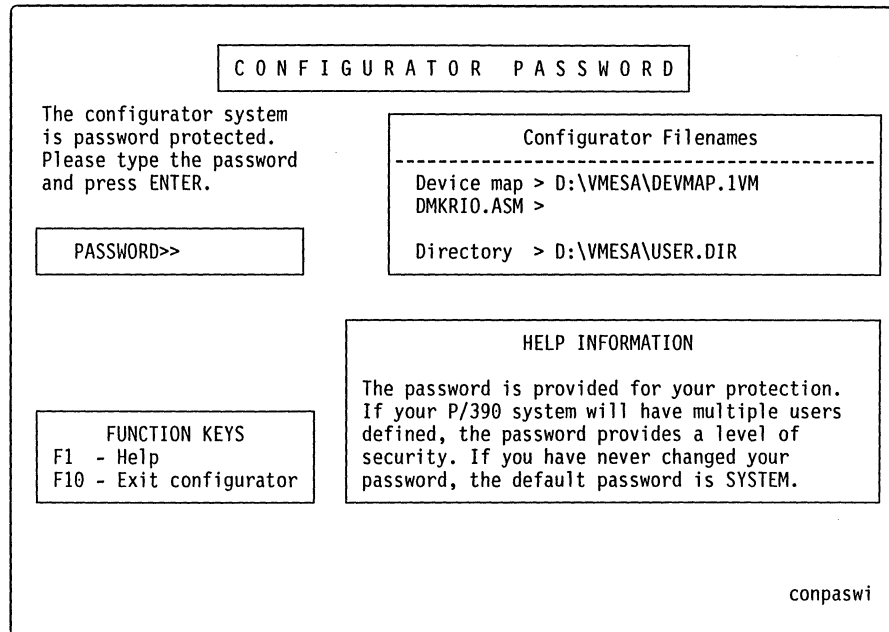 CONFIGURATOR PASSWORD
The configurator system
is password protected.
Please type the password
and press ENTER.
PASSWORD>>
Configurator Filenames
-------------------------------------------------
Device map > D:\VMESA\DEVMAP.1VM
DMKRIO.ASM >
Directory > D:\VMESA\USER.DIR
HELP INFORMATION
The password is provided for your protection.
If your P/390 system will have multiple users
defined, the password provides a level of
security. If you have never changed your
password, the default password is SYSTEM.
FUNCTION KEYS
F1 - Help
F10 - Exit configurator
conpaswi